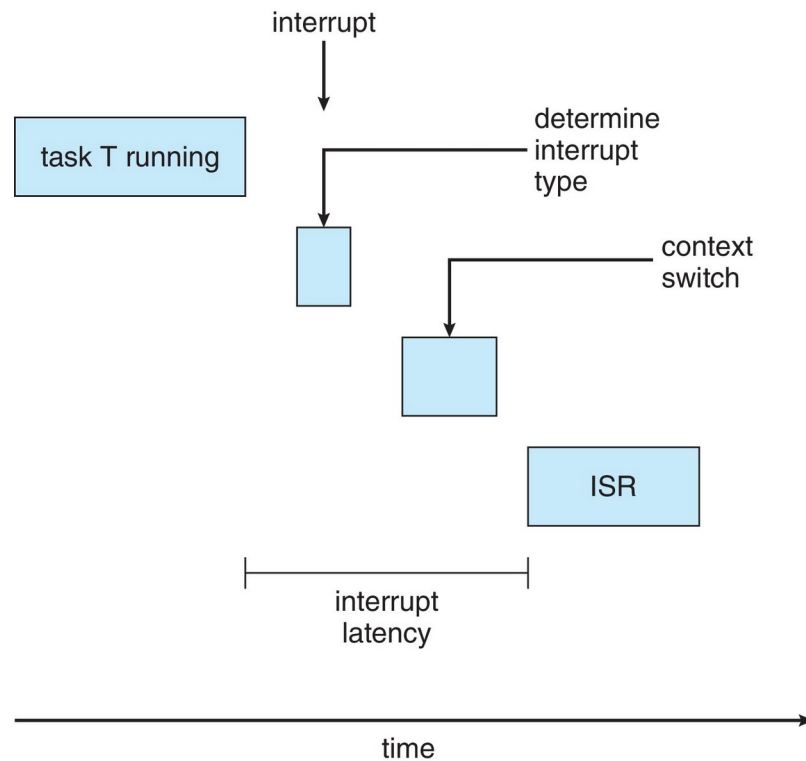 interrupt
task T running
determine
interrupt
type
context
switch
ISR
interrupt
latency
time